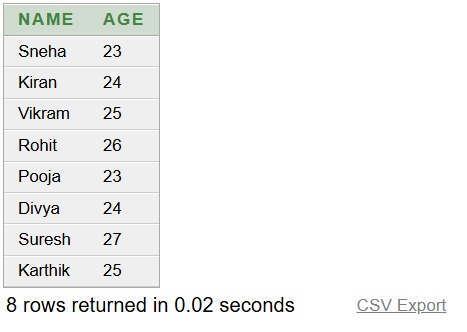 NAME AGE
Sneha 23
Kiran 24
Vikram 25
Rohit 26
Pooja 23
Divya 24
Suresh 27
Karthik 25
8 rows returned in 0.02 seconds CSV Export